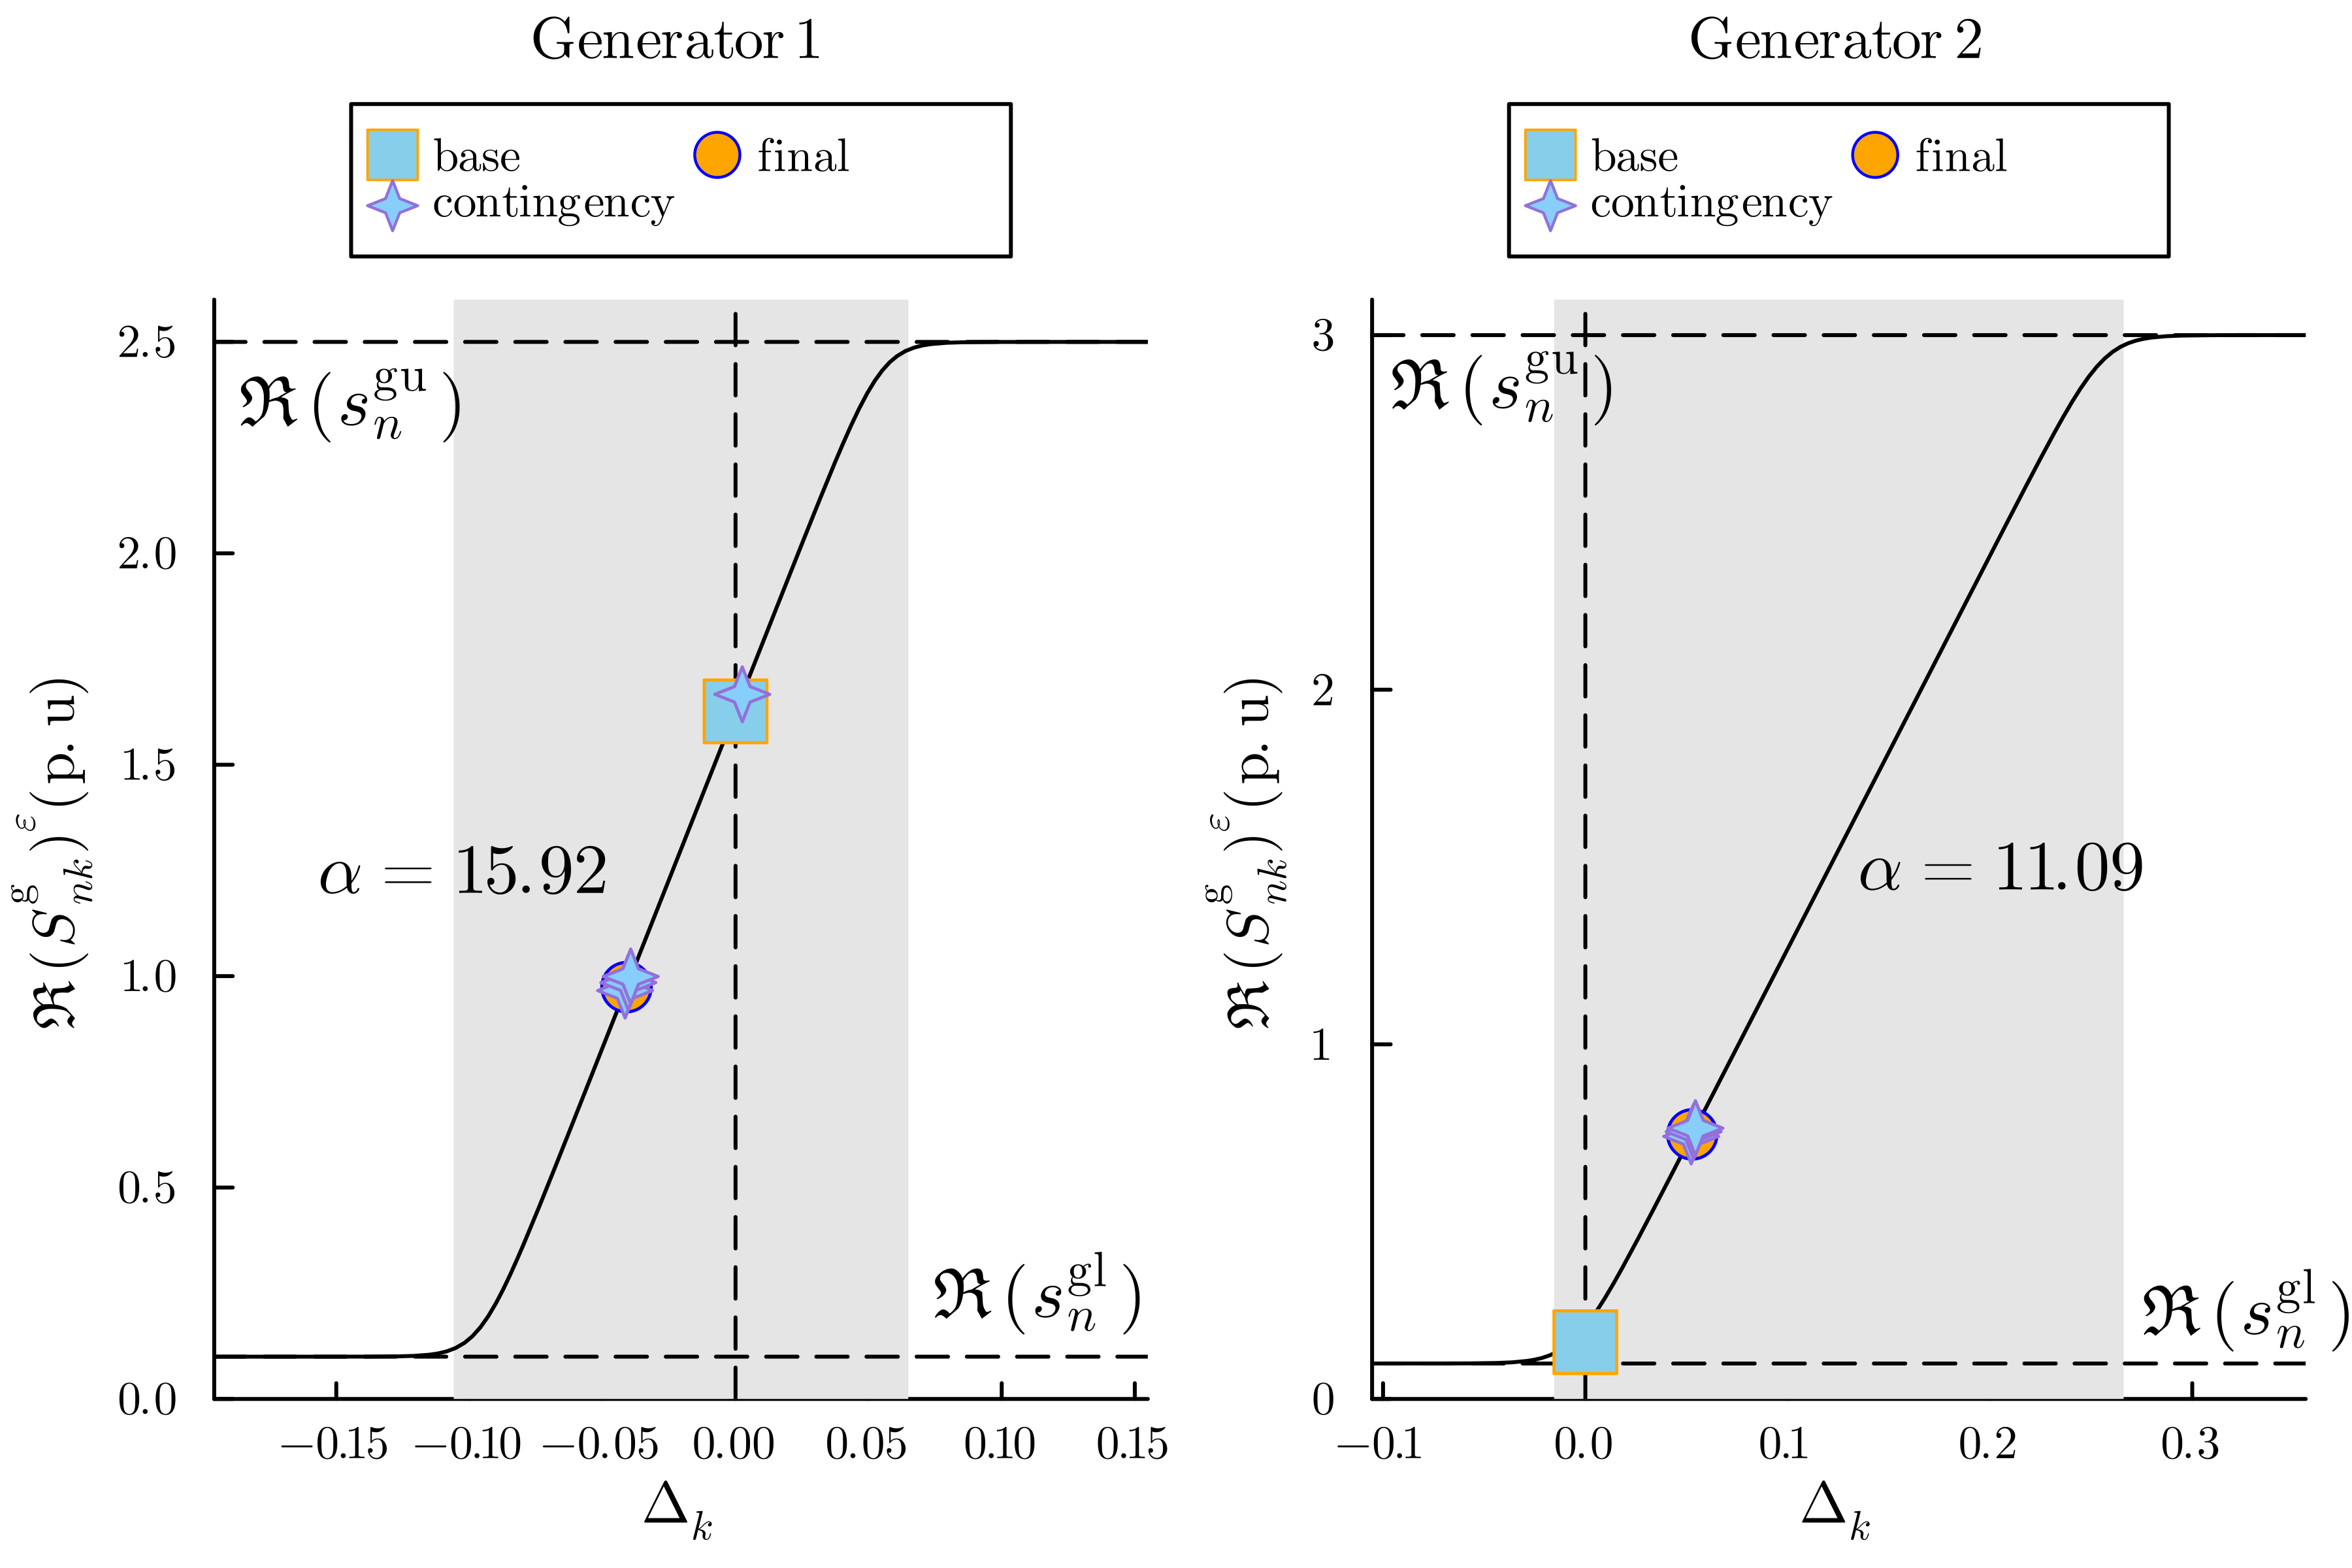 Generator 1
base final
contingency
2.5
ℜ(s_n^gu)
2.0
1.5
α = 15.92
1.0
0.5
ℜ(s_n^gl)
0.0
−0.15 −0.10 −0.05 0.00 0.05 0.10 0.15
Δ_k
ℜ(S_nk^g)^ε (p. u)
Generator 2
base final
contingency
3
ℜ(s_n^gu)
2
α = 11.09
1
ℜ(s_n^gl)
0
−0.1 0.0 0.1 0.2 0.3
Δ_k
ℜ(S_nk^g)^ε (p. u)